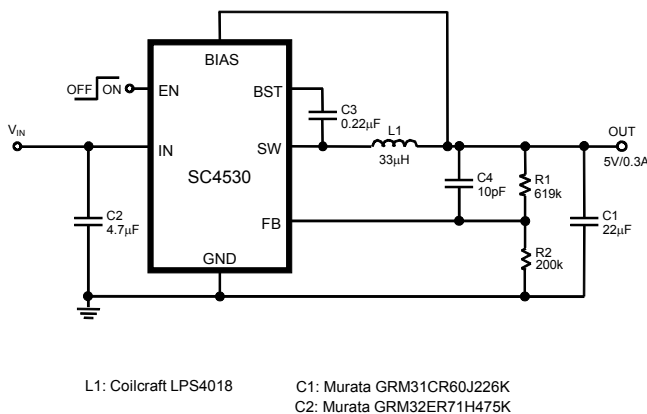 BIAS
OFF ON
EN
BST
C3
0.22µF
L1
VIN
OUT
IN
SW
33µH
5V/0.3A
SC4530
C4
10pF
R1
619k
C2
4.7µF
FB
C1
22µF
R2
200k
GND
L1: Coilcraft LPS4018
C1: Murata GRM31CR60J226K
C2: Murata GRM32ER71H475K